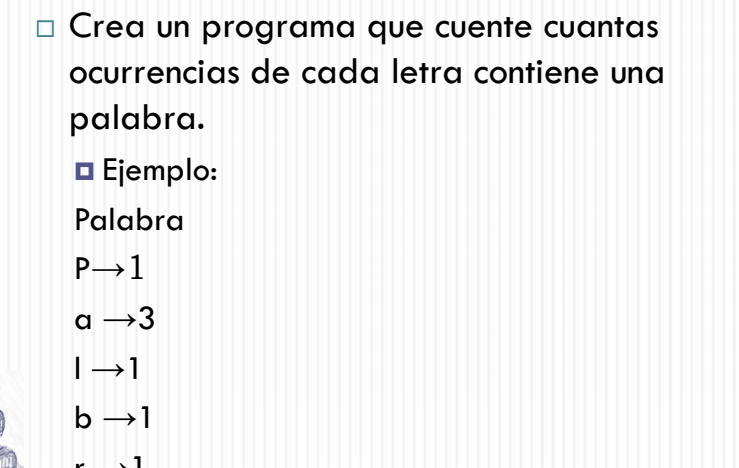 Crea un programa que cuente cuantas
ocurrencias de cada letra contiene una
palabra.
Ejemplo:
Palabra
P→1
a →3
l →1
b →1
r →1